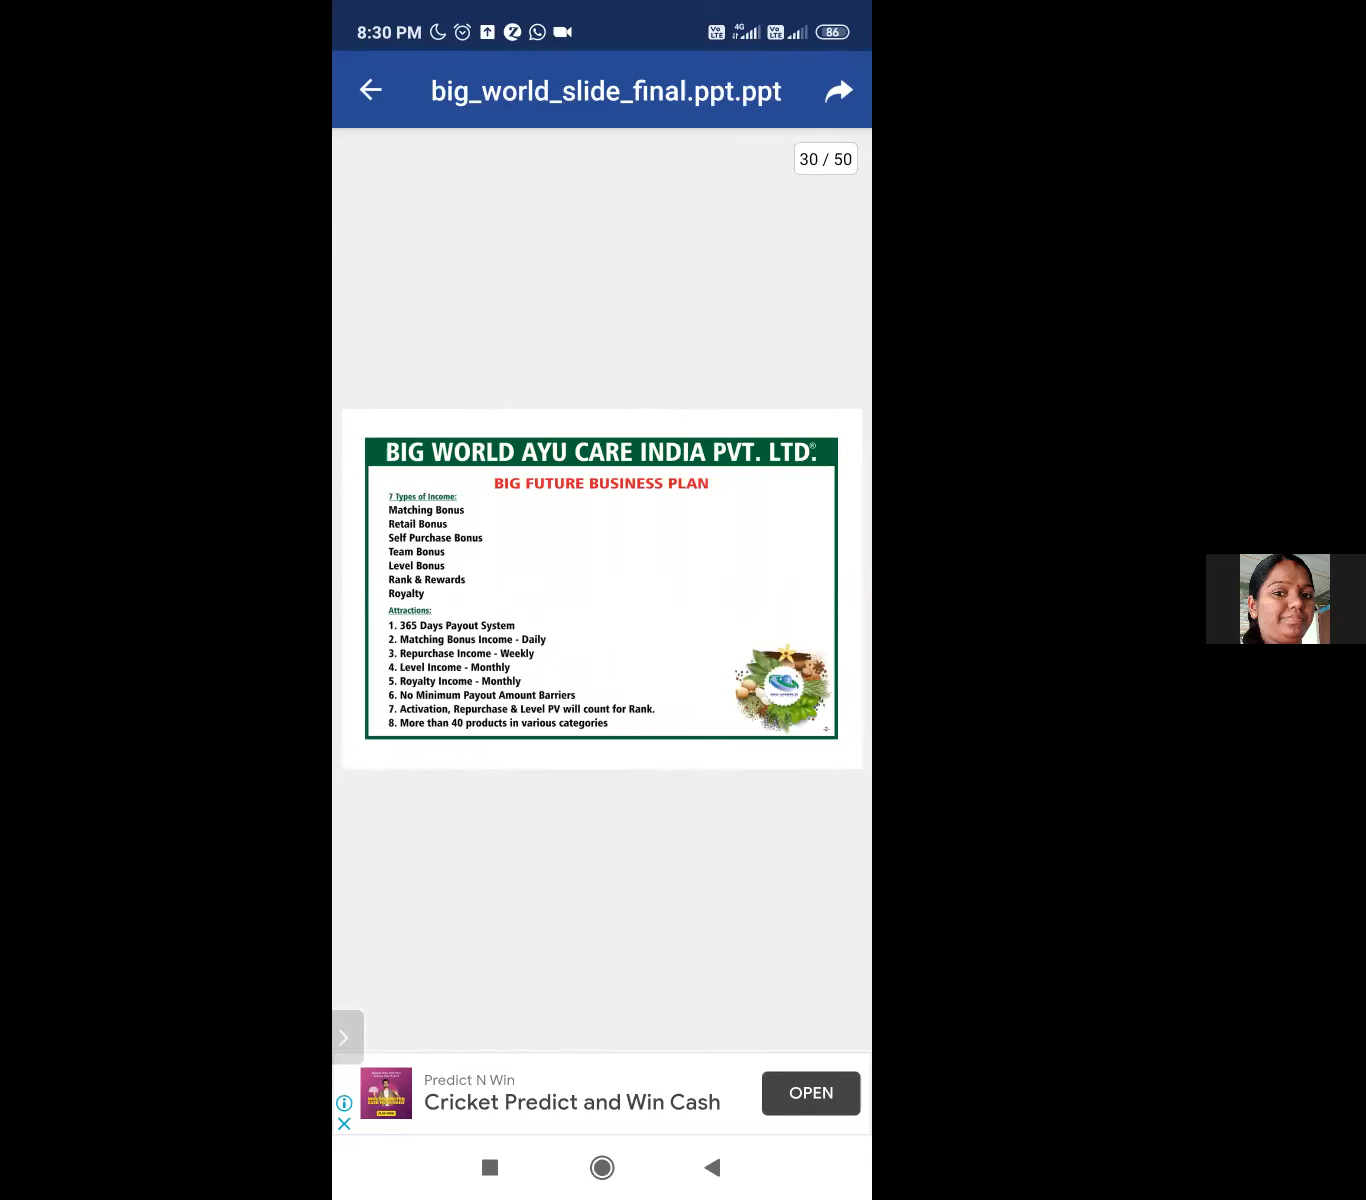 8:30 PM
4G
86
big_world_slide_final.ppt.ppt
30 / 50
BIG WORLD AYU CARE INDIA PVT. LTD.®
BIG FUTURE BUSINESS PLAN
7 Types of Income:
Matching Bonus
Retail Bonus
Self Purchase Bonus
Team Bonus
Level Bonus
Rank & Rewards
Royalty
Attractions:
1. 365 Days Payout System
2. Matching Bonus Income - Daily
3. Repurchase Income - Weekly
4. Level Income - Monthly
5. Royalty Income - Monthly
6. No Minimum Payout Amount Barriers
7. Activation, Repurchase & Level PV will count for Rank.
8. More than 40 products in various categories
BIG WORLD
-2-
Predict N Win
Cricket Predict and Win Cash
OPEN